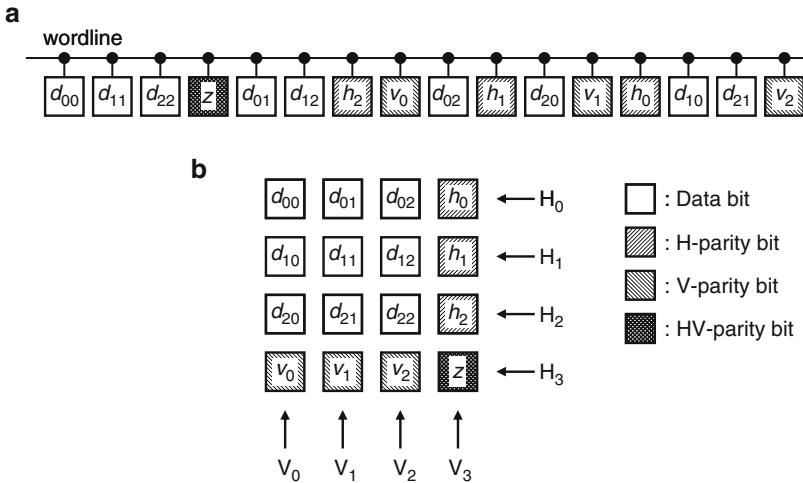 a
wordline
d00 d11 d22 z d01 d12 h2 v0 d02 h1 d20 v1 h0 d10 d21 v2
b
d00 d01 d02 h0 H0
d10 d11 d12 h1 H1
d20 d21 d22 h2 H2
v0 v1 v2 z H3
V0 V1 V2 V3
: Data bit
: H-parity bit
: V-parity bit
: HV-parity bit